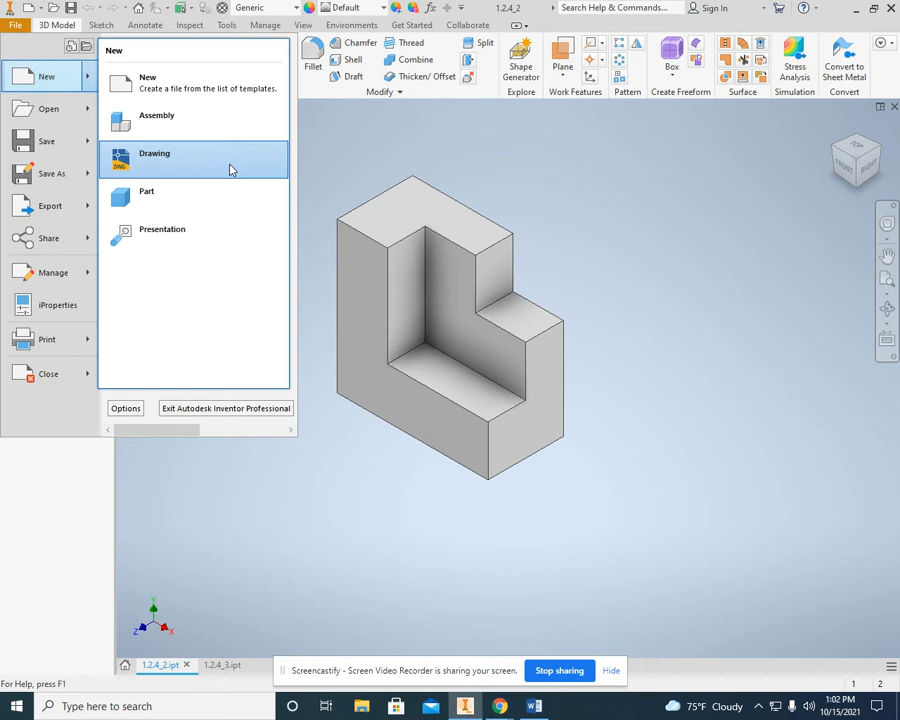 Generic
Default
1.2.4_2
Search Help & Commands...
Sign In
File
3D Model
Sketch
Annotate
Inspect
Tools
Manage
View
Environments
Get Started
Collaborate
New
Open
Save
Save As
Export
Share
Manage
iProperties
Print
Close
New
New
Create a file from the list of templates.
Assembly
Drawing
DWG
Part
Presentation
Options
Exit Autodesk Inventor Professional
Fillet
Chamfer
Shell
Draft
Thread
Combine
Thicken/ Offset
Split
Modify
Shape
Generator
Explore
Plane
Work Features
Pattern
Box
Create Freeform
Surface
Stress
Analysis
Simulation
Convert to
Sheet Metal
Convert
TOP
FRONT
RIGHT
Y
Z
X
1.2.4_2.ipt
1.2.4_3.ipt
Screencastify - Screen Video Recorder is sharing your screen.
Stop sharing
Hide
For Help, press F1
1
2
Type here to search
75°F Cloudy
1:02 PM
10/15/2021